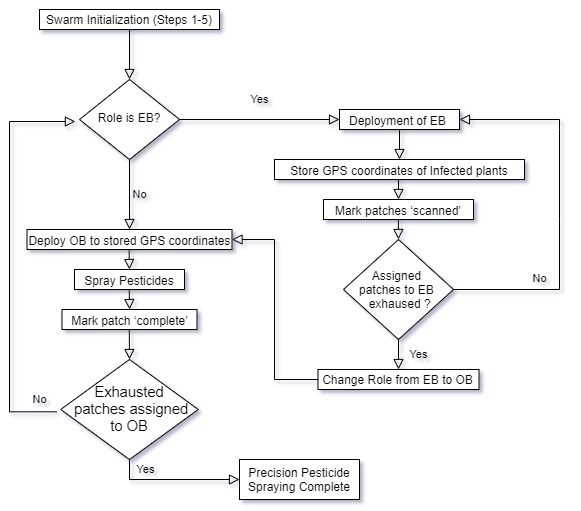 Swarm Initialization (Steps 1-5)
Role is EB?
Yes
Deployment of EB
Store GPS coordinates of Infected plants
Mark patches ‘scanned’
Assigned
patches to EB
exhaused ?
No
Yes
Change Role from EB to OB
No
Deploy OB to stored GPS coordinates
Spray Pesticides
Mark patch ‘complete’
Exhausted
patches assigned
to OB
No
Yes
Precision Pesticide
Spraying Complete